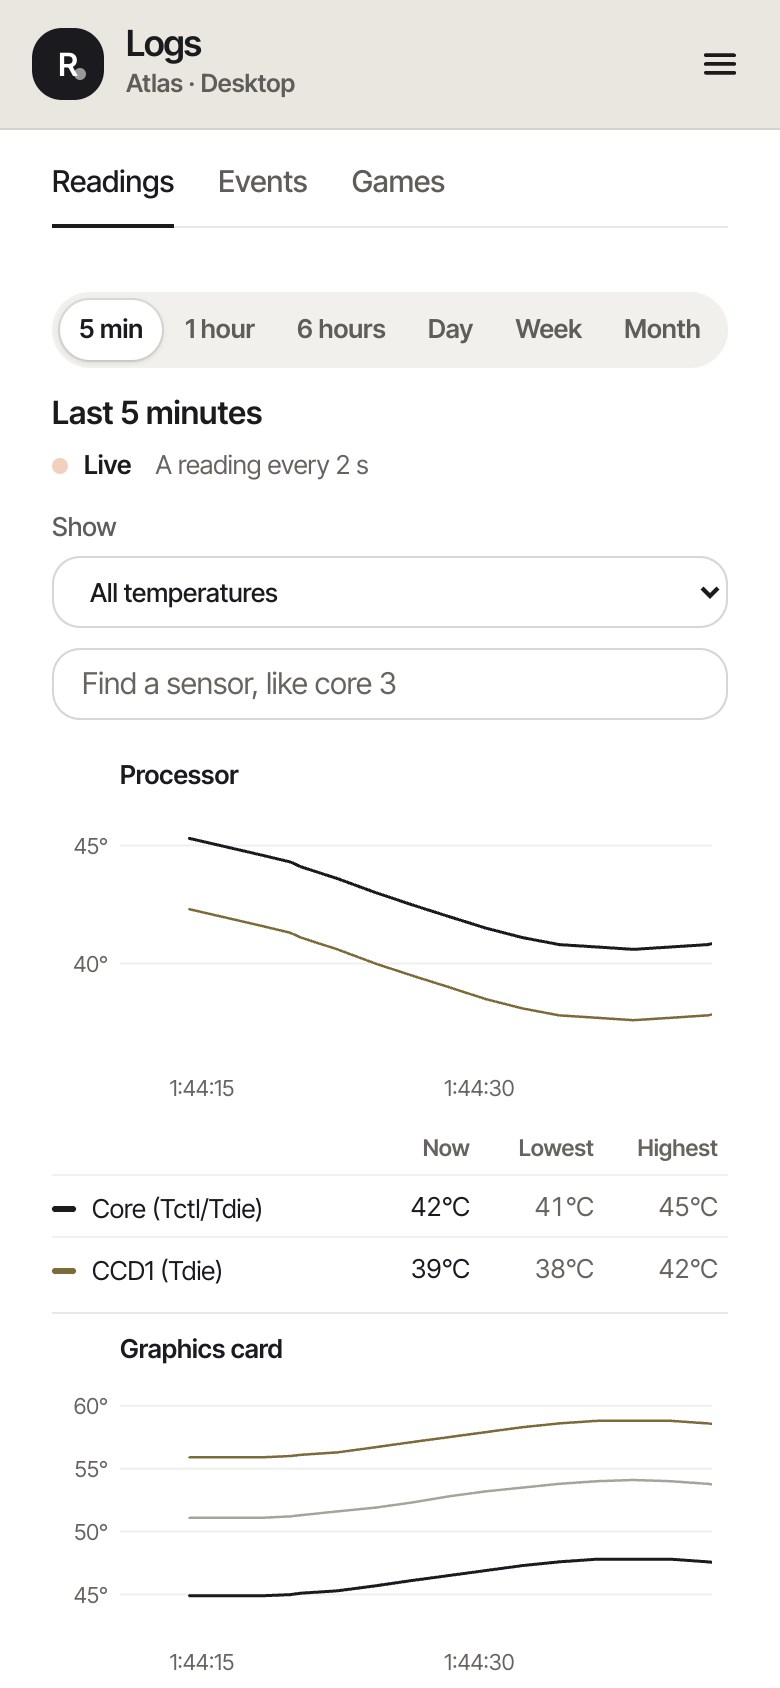 R
Logs
Atlas · Desktop
Readings Events Games
5 min 1 hour 6 hours Day Week Month
Last 5 minutes
Live A reading every 2 s
Show
All temperatures
Find a sensor, like core 3
Processor
45°
40°
1:44:15 1:44:30
Now Lowest Highest
Core (Tctl/Tdie) 42°C 41°C 45°C
CCD1 (Tdie) 39°C 38°C 42°C
Graphics card
60°
55°
50°
45°
1:44:15 1:44:30